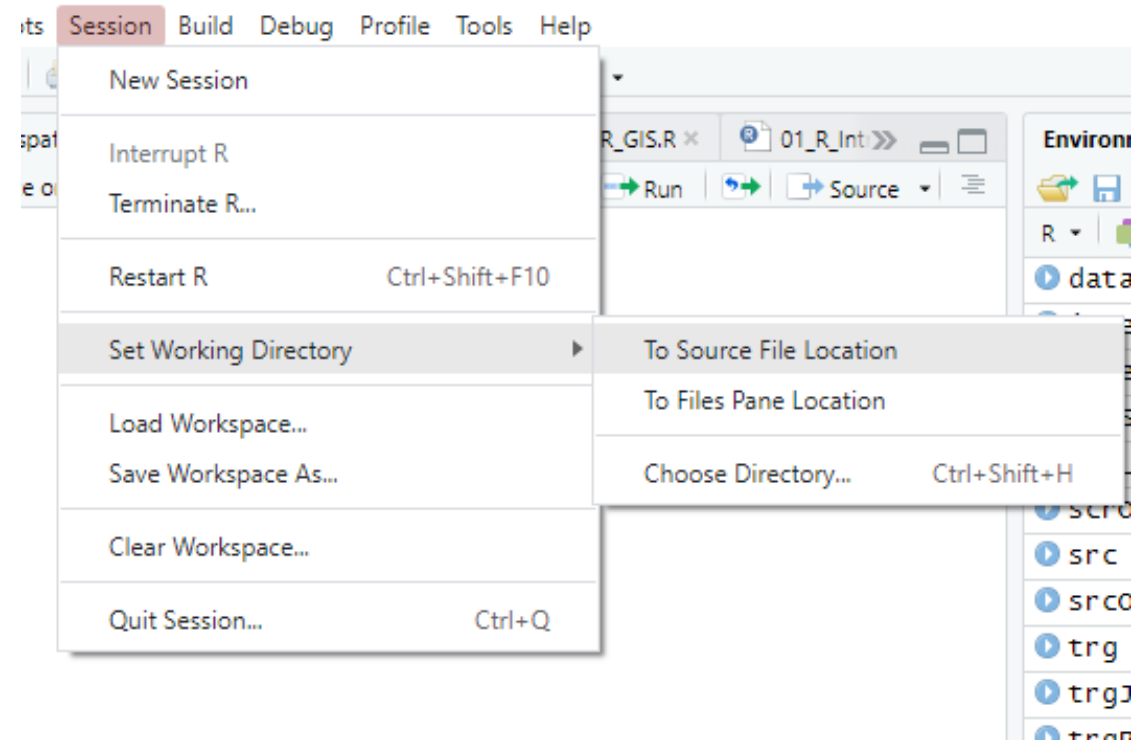 Session Build Debug Profile Tools Help
New Session
R_GIS.R
01_R_Int
Interrupt R
Run
Source
Terminate R...
R
Restart R Ctrl+Shift+F10
Set Working Directory
To Source File Location
To Files Pane Location
Choose Directory... Ctrl+Shift+H
Load Workspace...
Save Workspace As...
Clear Workspace...
Quit Session... Ctrl+Q
Environ
data
src
srcO
trg
trgJ